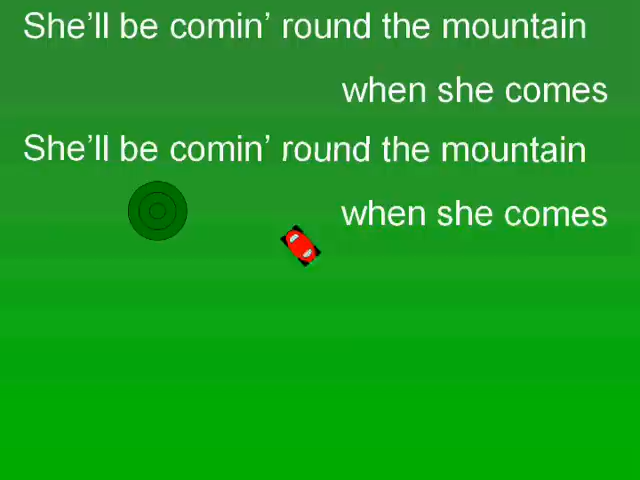 She’ll be comin’ round the mountain
when she comes
She’ll be comin’ round the mountain
when she comes